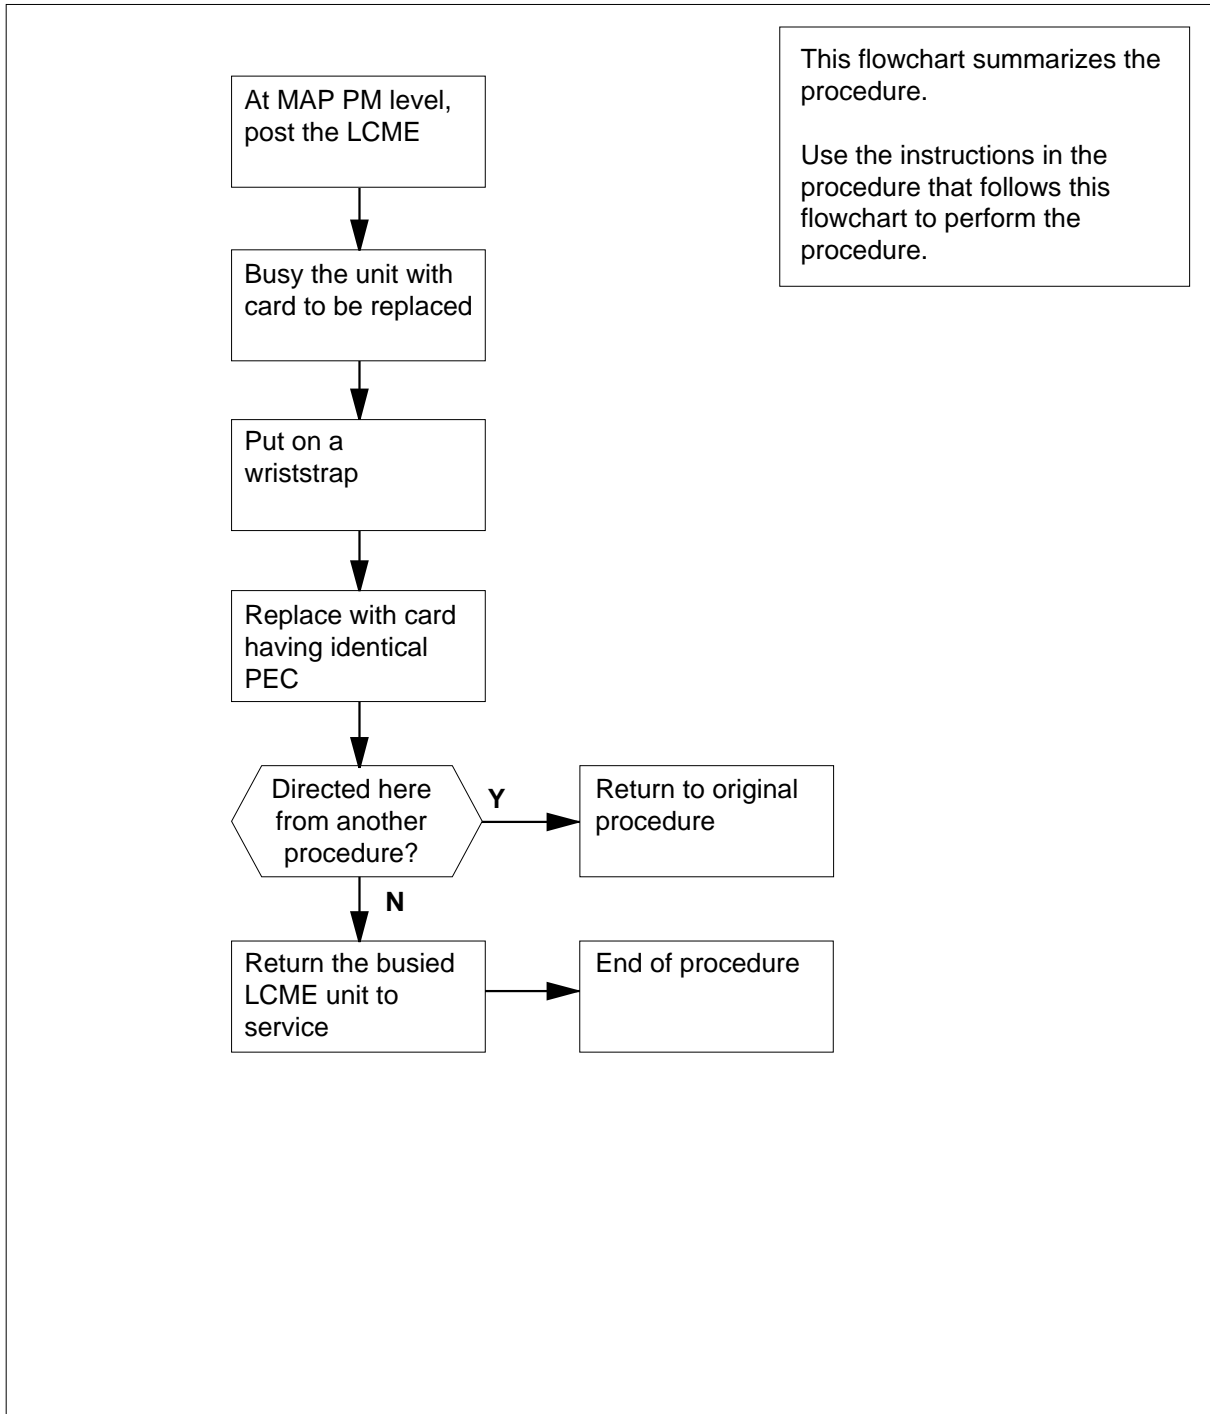 This flowchart summarizes the
procedure.
Use the instructions in the
procedure that follows this
flowchart to perform the
procedure.
At MAP PM level,
post the LCME
Busy the unit with
card to be replaced
Put on a
wriststrap
Replace with card
having identical
PEC
Directed here
from another
procedure?
Y
Return to original
procedure
N
Return the busied
LCME unit to
service
End of procedure